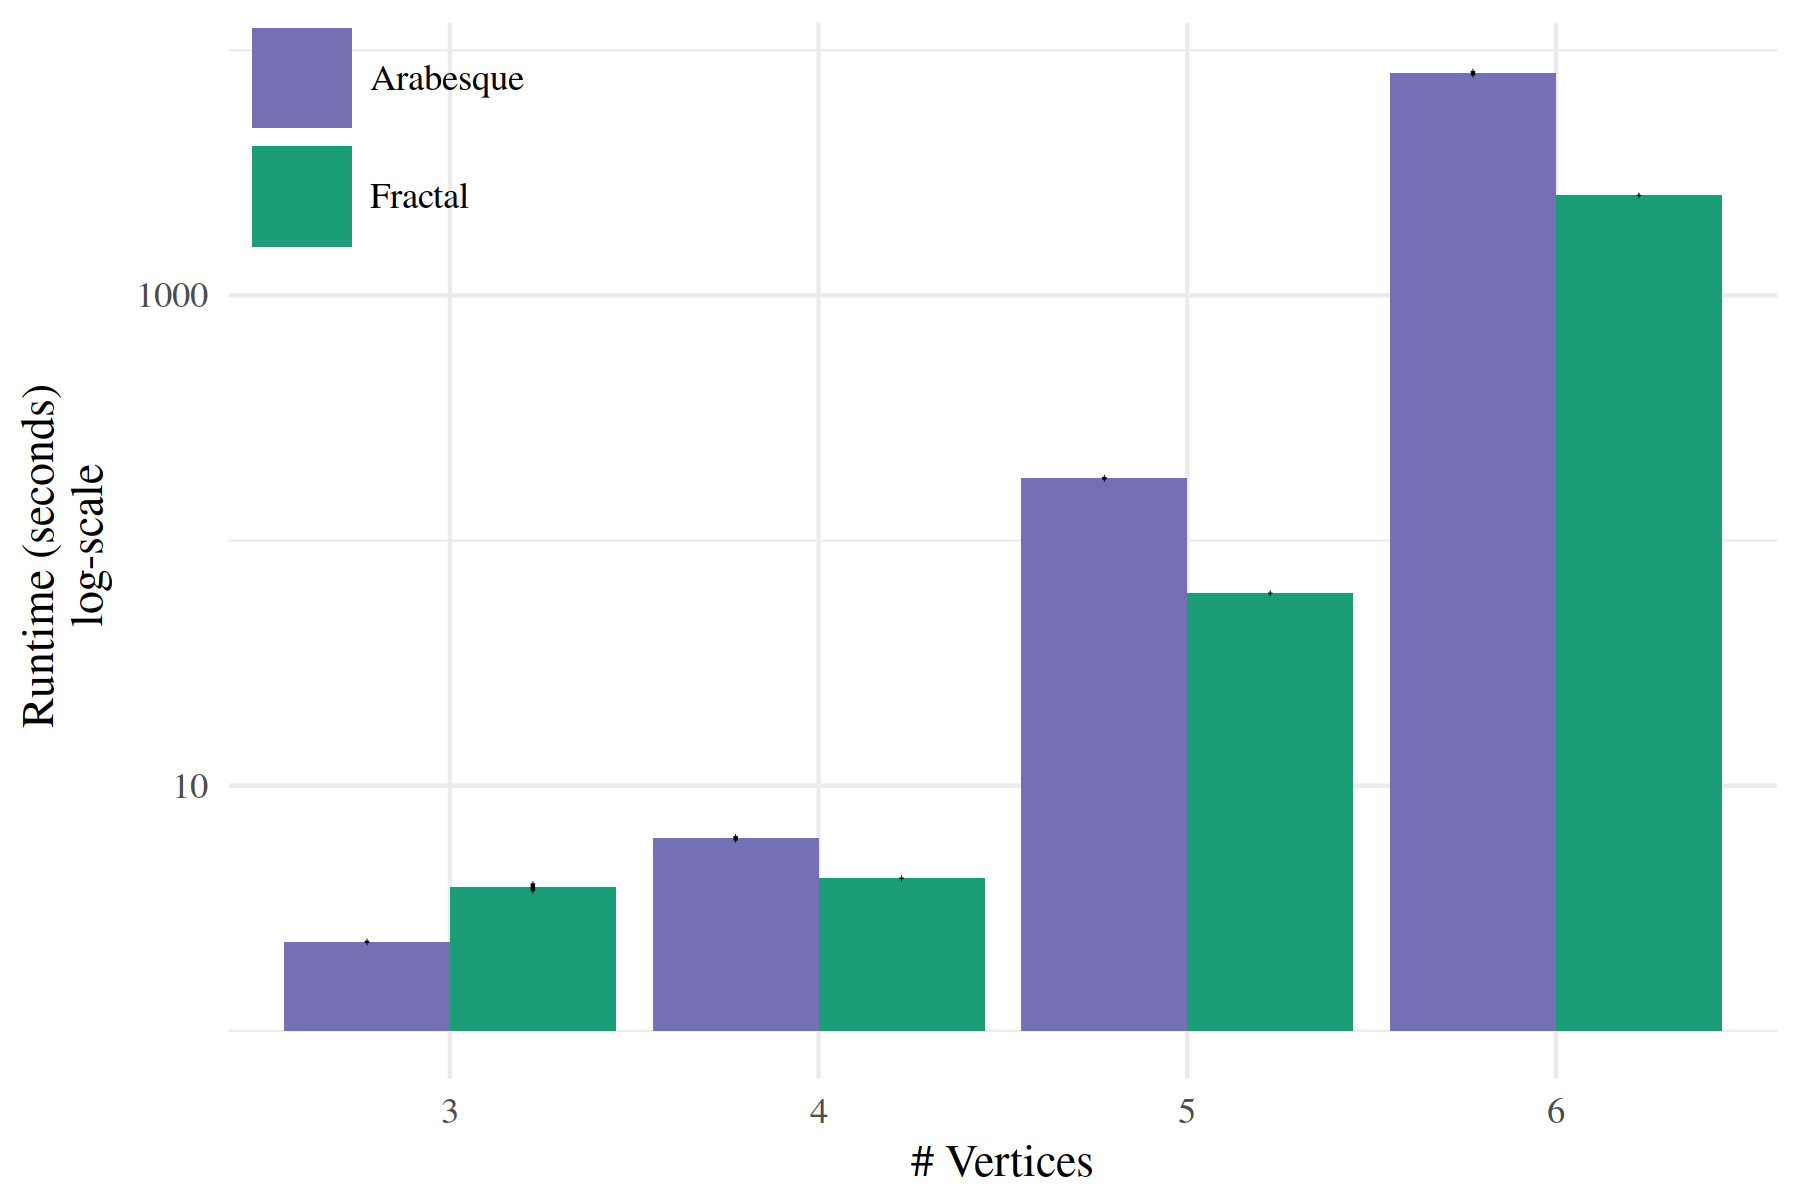 Arabesque
Fractal
1000
10
Runtime (seconds)
log-scale
3
4
5
6
# Vertices